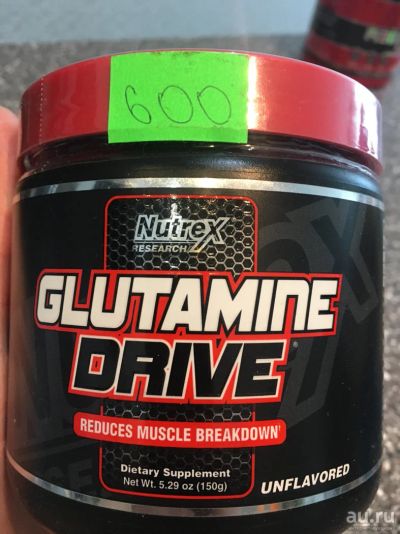 600
Nutrex
RESEARCH
GLUTAMINE
DRIVE
REDUCES MUSCLE BREAKDOWN†
Dietary Supplement
Net Wt. 5.29 oz (150g)
UNFLAVORED
au.ru